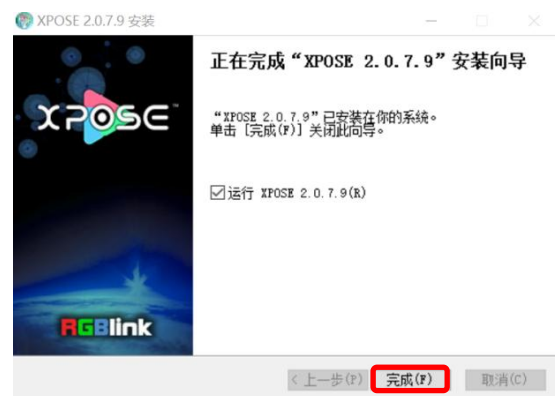 XPOSE 2.0.7.9 安装
XPOSE™
RGBlink
正在完成“XPOSE 2.0.7.9”安装向导
“XPOSE 2.0.7.9”已安装在你的系统。
单击 [完成(F)] 关闭此向导。
运行 XPOSE 2.0.7.9(R)
< 上一步(P)
完成(F)
取消(C)